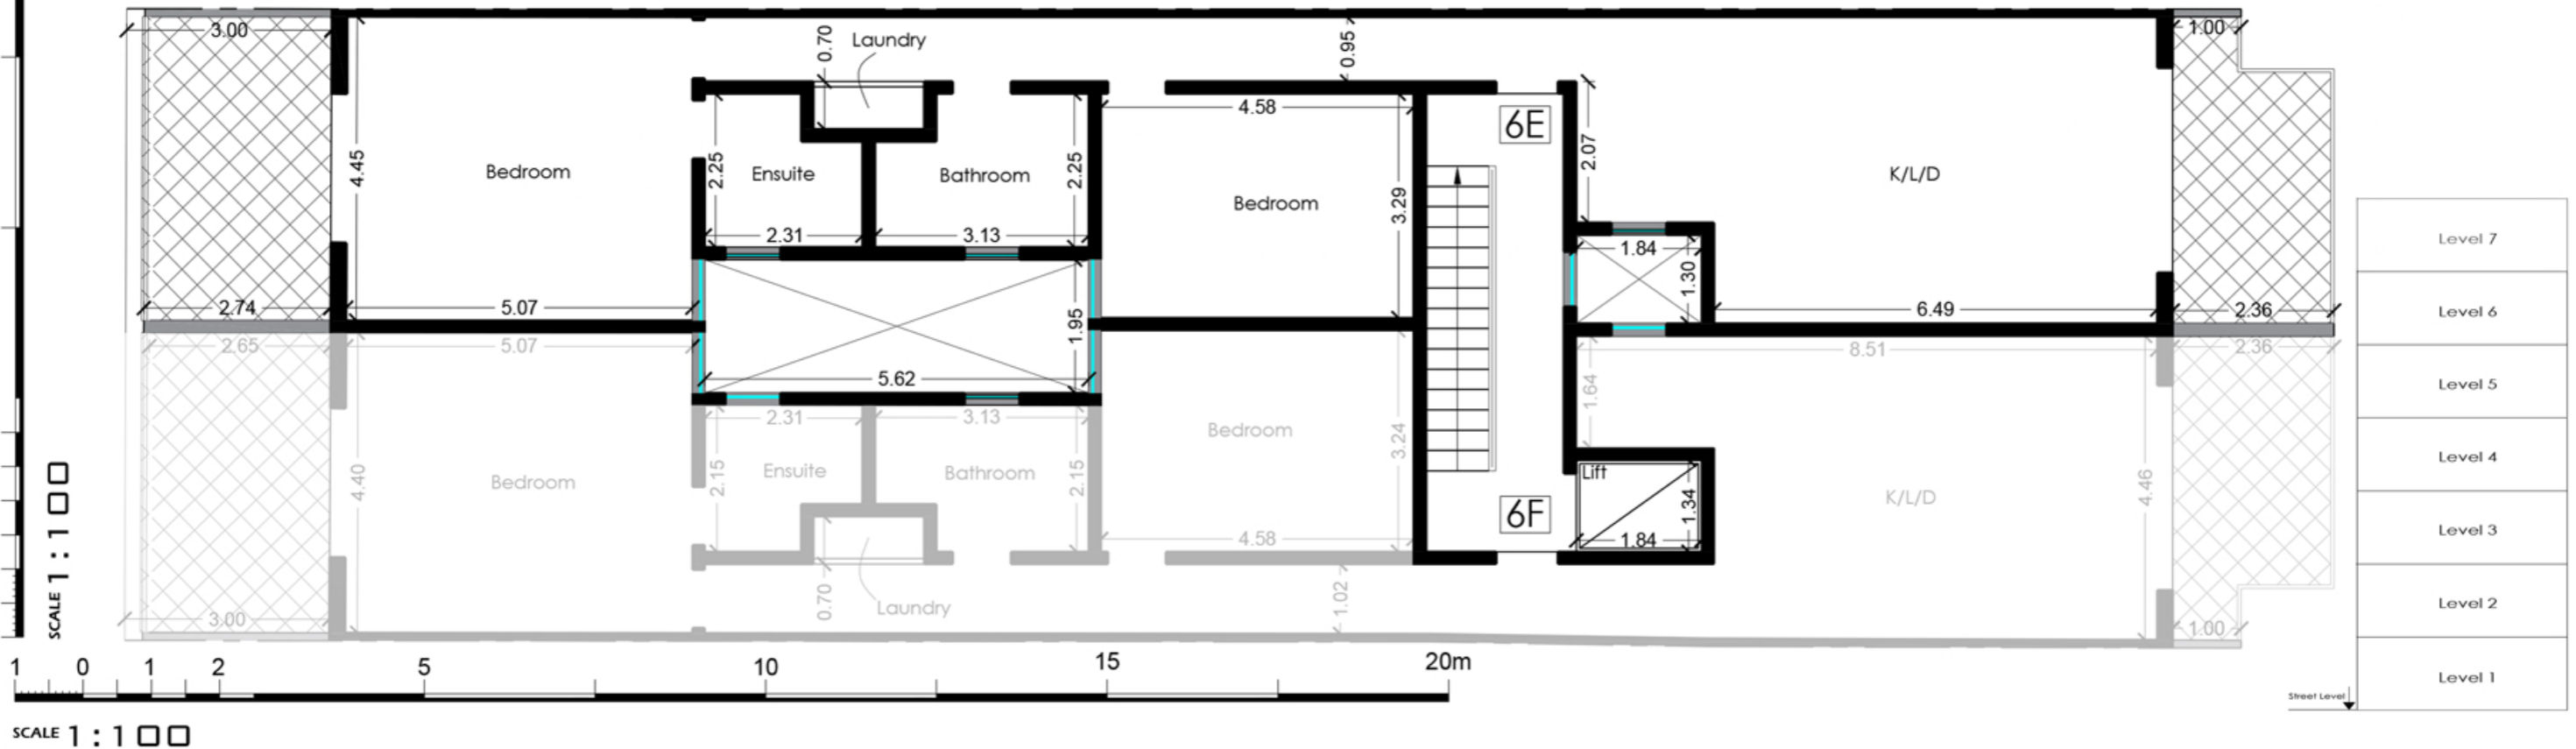 3.00
0.70
Laundry
0.95
1.00
4.58
6E
4.45
Bedroom
2.25
Ensuite
Bathroom
2.25
Bedroom
3.29
2.07
K/L/D
2.31
3.13
1.84
1.30
2.74
5.07
6.49
2.36
1.95
5.62
2.65
5.07
8.51
2.36
1.64
2.31
3.13
Bedroom
3.24
4.40
Bedroom
2.15
Ensuite
Bathroom
2.15
Lift
1.34
1.84
6F
K/L/D
4.46
4.58
3.00
0.70
Laundry
1.02
1.00
Level 7
Level 6
Level 5
Level 4
Level 3
Level 2
Level 1
Street Level
SCALE 1:100
1 0 1 2 5 10 15 20m
SCALE 1:100